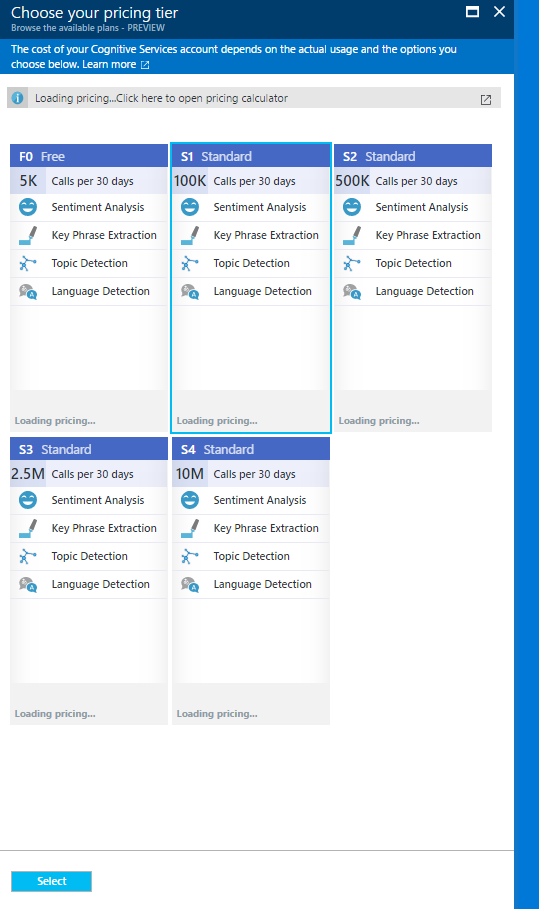 Choose your pricing tier
Browse the available plans - PREVIEW
The cost of your Cognitive Services account depends on the actual usage and the options you
choose below. Learn more
Loading pricing...Click here to open pricing calculator
F0 Free
5K Calls per 30 days
Sentiment Analysis
Key Phrase Extraction
Topic Detection
Language Detection
Loading pricing...
S1 Standard
100K Calls per 30 days
Sentiment Analysis
Key Phrase Extraction
Topic Detection
Language Detection
Loading pricing...
S2 Standard
500K Calls per 30 days
Sentiment Analysis
Key Phrase Extraction
Topic Detection
Language Detection
Loading pricing...
S3 Standard
2.5M Calls per 30 days
Sentiment Analysis
Key Phrase Extraction
Topic Detection
Language Detection
Loading pricing...
S4 Standard
10M Calls per 30 days
Sentiment Analysis
Key Phrase Extraction
Topic Detection
Language Detection
Loading pricing...
Select